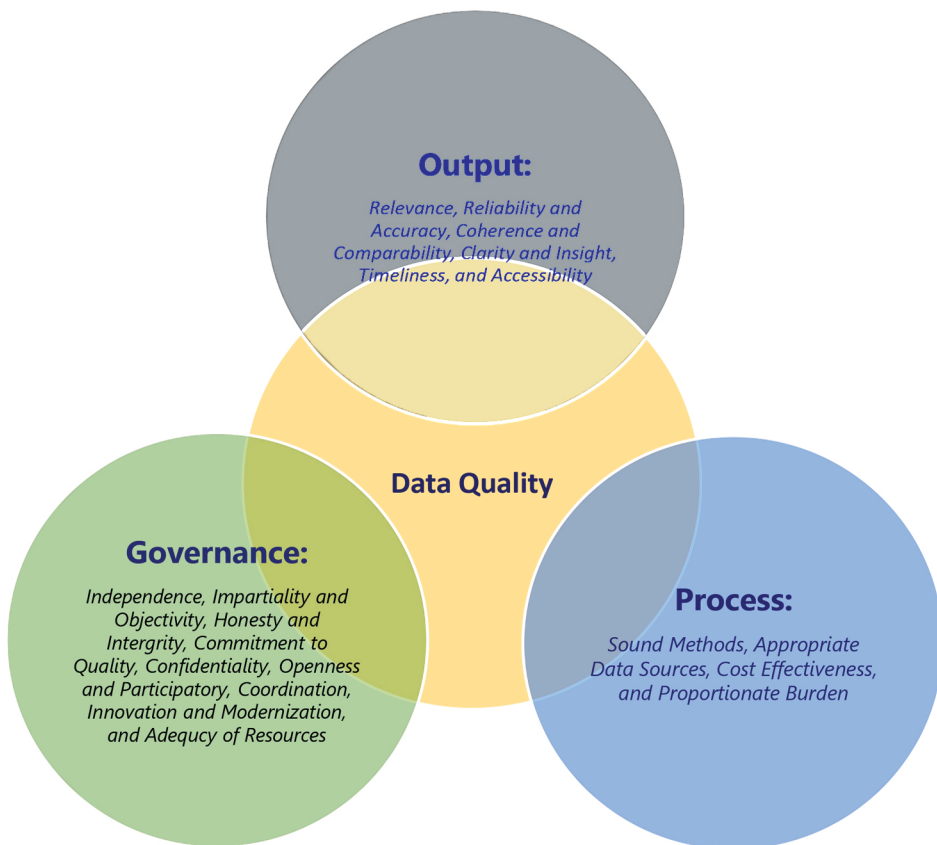 Output:
Relevance, Reliability and
Accuracy, Coherence and
Comparability, Clarity and Insight,
Timeliness, and Accessibility
Data Quality
Governance:
Independence, Impartiality and
Objectivity, Honesty and
Intergrity, Commitment to
Quality, Confidentiality, Openness
and Participatory, Coordination,
Innovation and Modernization,
and Adequcy of Resources
Process:
Sound Methods, Appropriate
Data Sources, Cost Effectiveness,
and Proportionate Burden